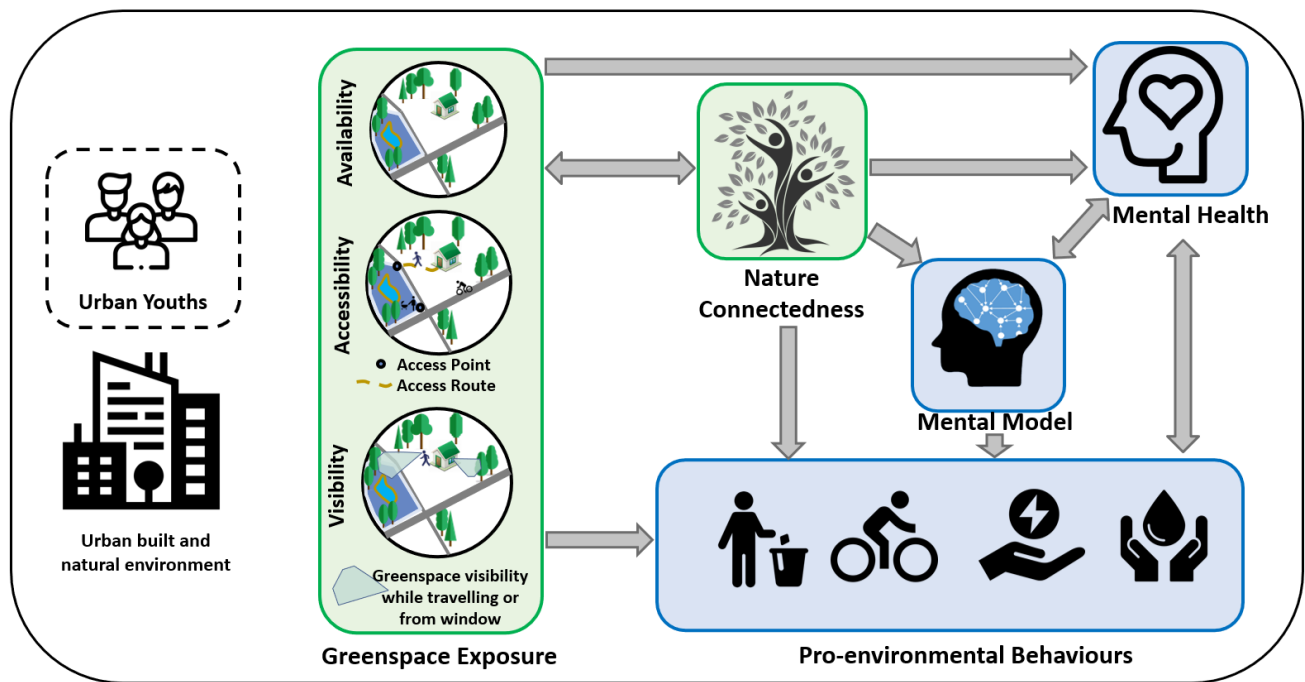 Urban Youths
Urban built and
natural environment
Availability
Accessibility
Access Point
Access Route
Visibility
Greenspace visibility
while travelling or
from window
Greenspace Exposure
Nature
Connectedness
Mental Health
Mental Model
Pro-environmental Behaviours